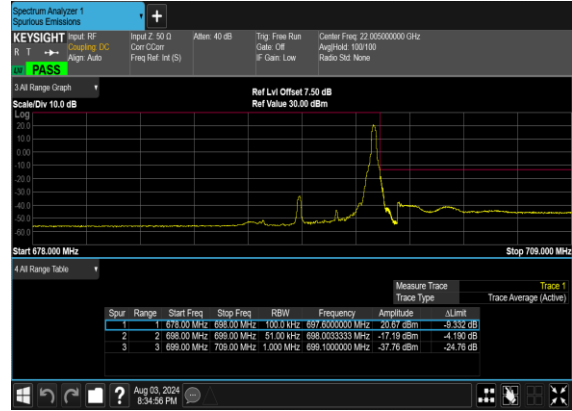 Spectrum Analyzer 1
Spurious Emissions
+
KEYSIGHT Input: RF Input Z: 50 Ω Atten: 40 dB Trig: Free Run Center Freq: 22.005000000 GHz
R T Coupling: DC Corr CCorr Gate: Off Avg|Hold: 100/100
Align: Auto Freq Ref: Int (S) IF Gain: Low Radio Std: None
PASS
3 All Range Graph
Ref Lvl Offset 7.50 dB
Scale/Div 10.0 dB Ref Value 30.00 dBm
Log
20.0
10.0
0.00
-10.0
-20.0
-30.0
-40.0
-50.0
-60.0
Start 678.000 MHz Stop 709.000 MHz
4 All Range Table
Measure Trace Trace 1
Trace Type Trace Average (Active)
Spur Range Start Freq Stop Freq RBW Frequency Amplitude ΔLimit
1 1 678.00 MHz 698.00 MHz 100.0 kHz 697.6000000 MHz 20.67 dBm -9.332 dB
2 2 698.00 MHz 699.00 MHz 51.00 kHz 698.0033333 MHz -17.19 dBm -4.190 dB
3 3 699.00 MHz 709.00 MHz 1.000 MHz 699.1000000 MHz -37.76 dBm -24.76 dB
? Aug 03, 2024
8:34:56 PM